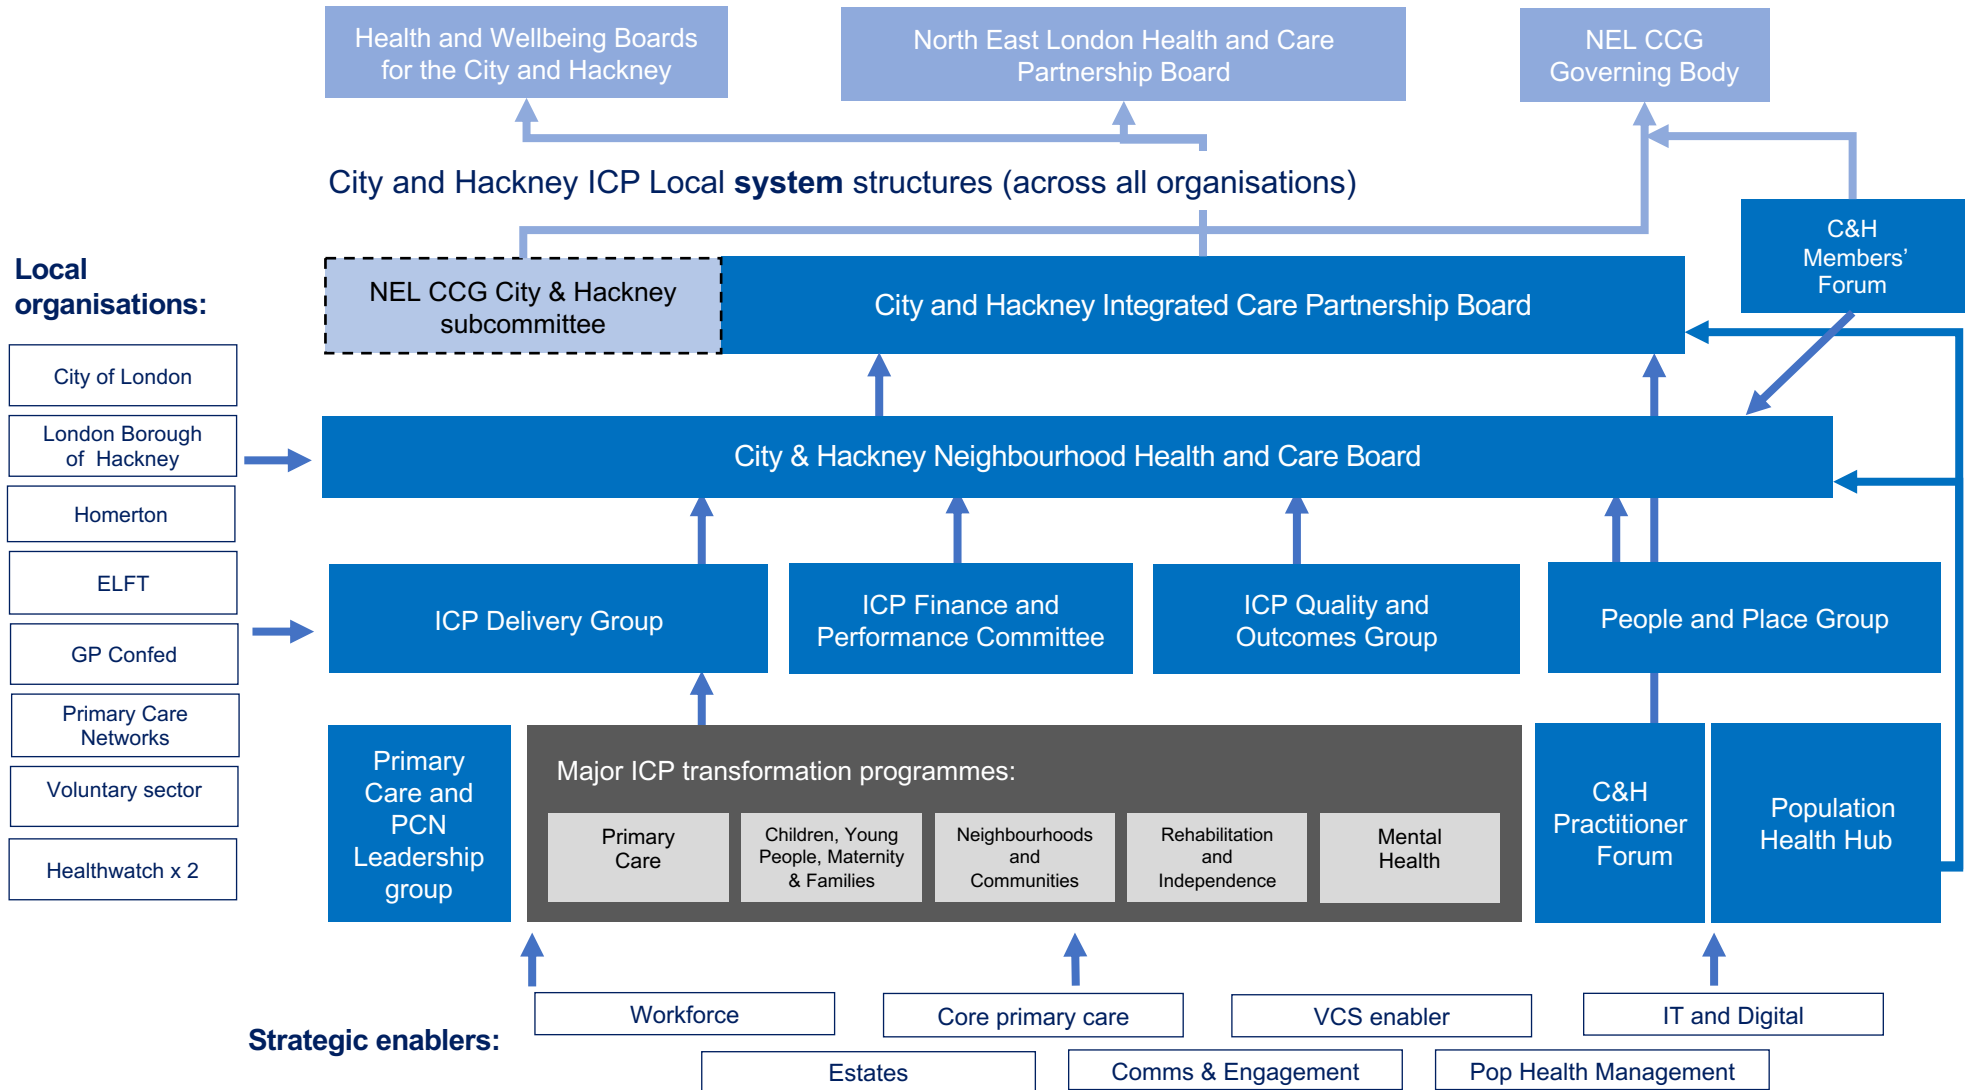 Health and Wellbeing Boards
for the City and Hackney
North East London Health and Care
Partnership Board
NEL CCG
Governing Body
City and Hackney ICP Local system structures (across all organisations)
C&H
Members'
Forum
Local
organisations:
NEL CCG City & Hackney
subcommittee
City and Hackney Integrated Care Partnership Board
City of London
London Borough
of Hackney
Homerton
ELFT
GP Confed
Primary Care
Networks
Voluntary sector
Healthwatch x 2
City & Hackney Neighbourhood Health and Care Board
ICP Delivery Group
ICP Finance and
Performance Committee
ICP Quality and
Outcomes Group
People and Place Group
Primary
Care and
PCN
Leadership
group
Major ICP transformation programmes:
Primary
Care
Children, Young
People, Maternity
& Families
Neighbourhoods
and
Communities
Rehabilitation
and
Independence
Mental
Health
C&H
Practitioner
Forum
Population
Health Hub
Strategic enablers:
Workforce
Core primary care
VCS enabler
IT and Digital
Estates
Comms & Engagement
Pop Health Management